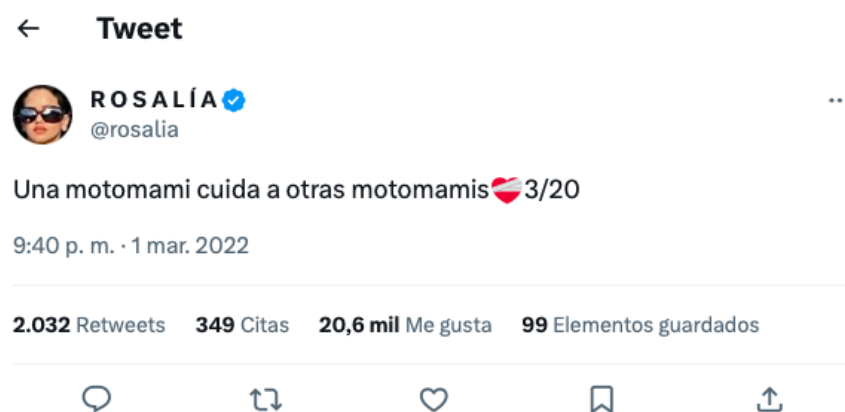 Tweet
ROSALÍA
@rosalia
Una motomami cuida a otras motomamis❤️‍🩹3/20
9:40 p. m. · 1 mar. 2022
2.032 Retweets 349 Citas 20,6 mil Me gusta 99 Elementos guardados